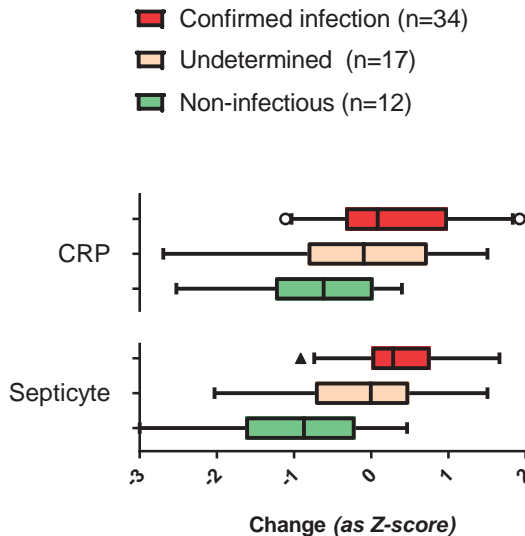 Confirmed infection (n=34)
Undetermined (n=17)
Non-infectious (n=12)
CRP
Septicyte
-3 -2 -1 0 1 2
Change (as Z-score)